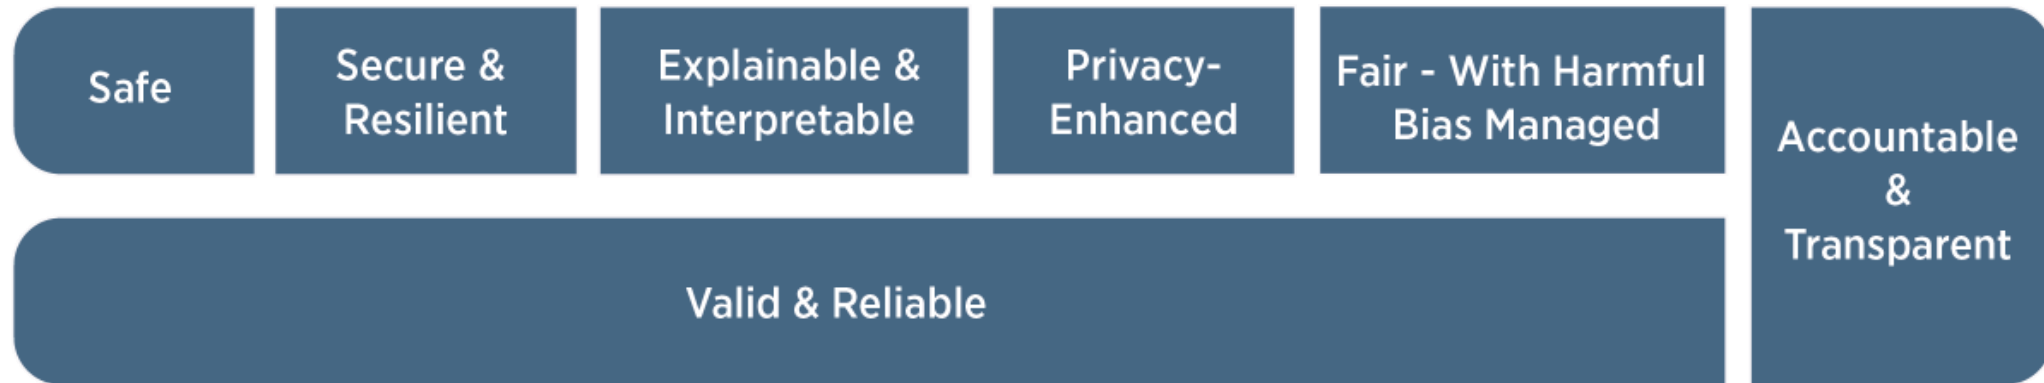 Safe
Secure &
Resilient
Explainable &
Interpretable
Privacy-
Enhanced
Fair - With Harmful
Bias Managed
Accountable
&
Transparent
Valid & Reliable